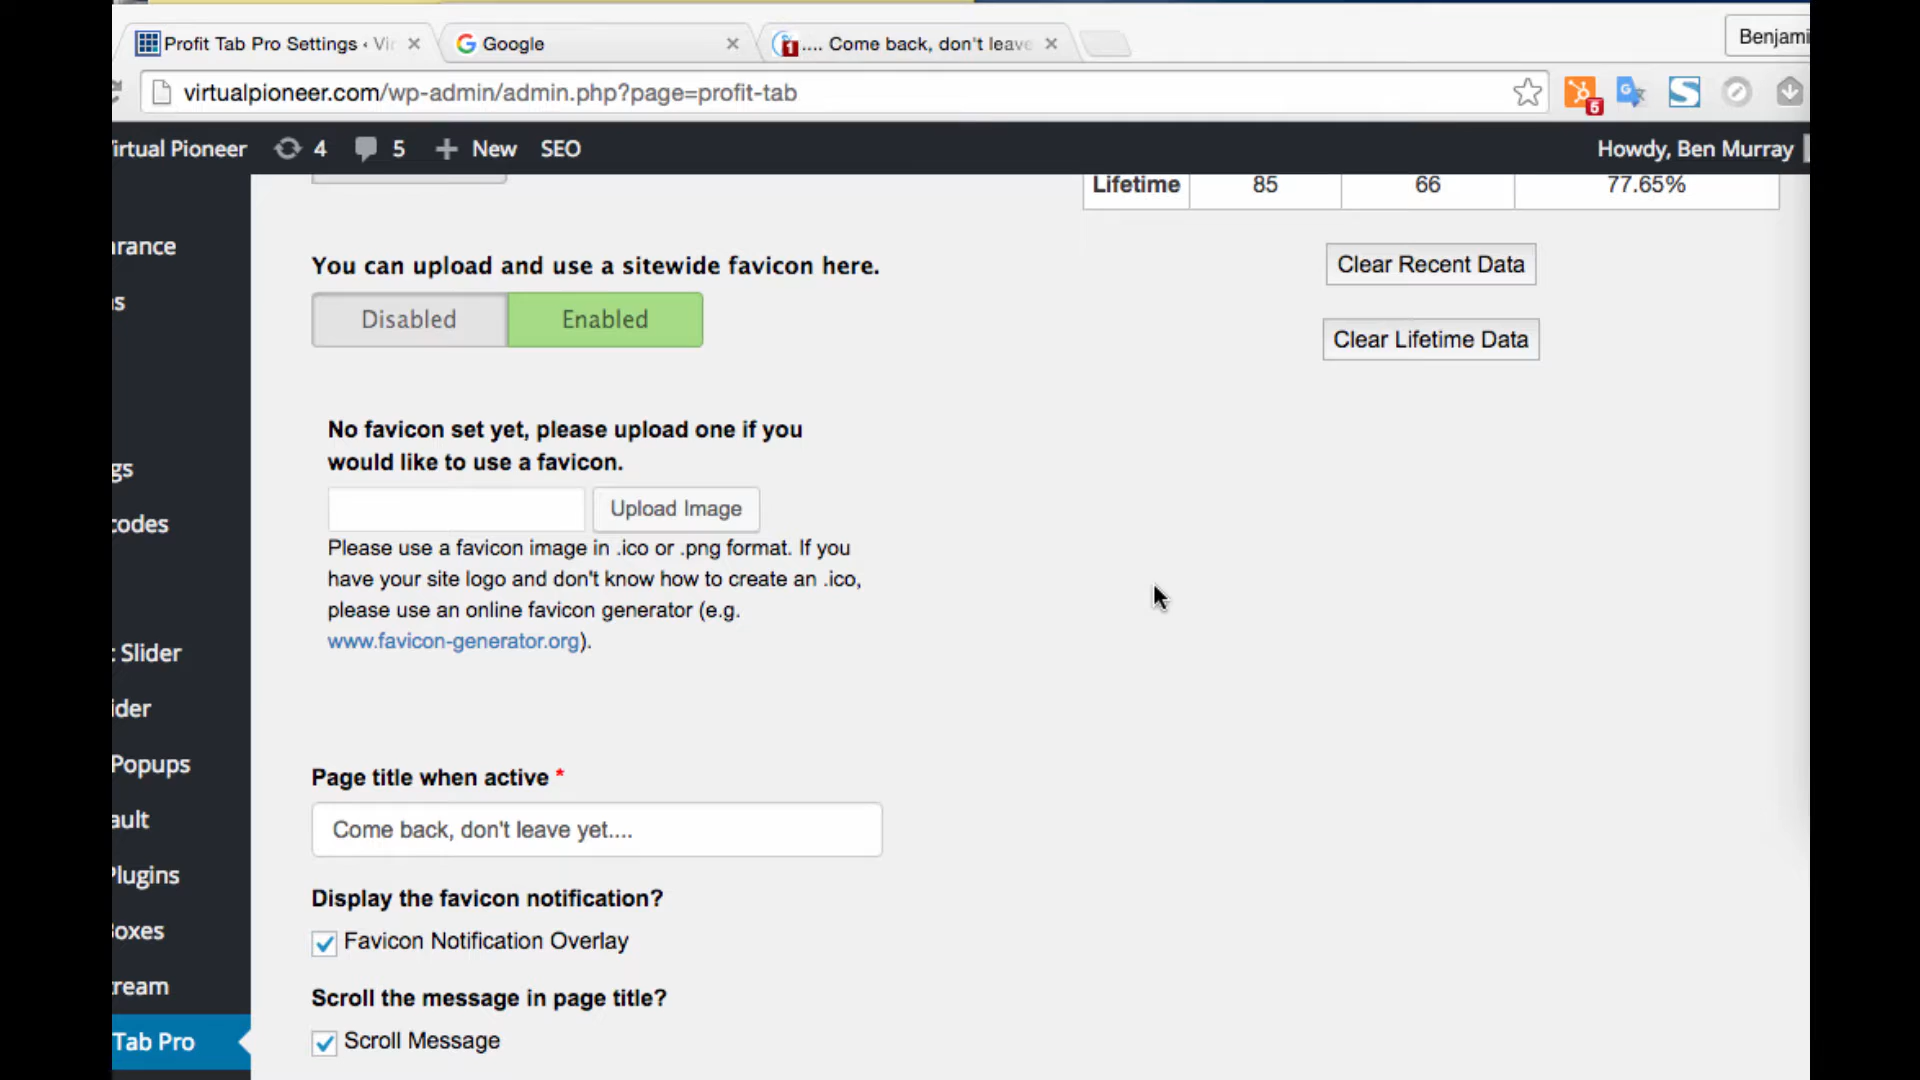 Profit Tab Pro Settings ‹ Vi
Google
1 .... Come back, don't leave
Benjami
virtualpioneer.com/wp-admin/admin.php?page=profit-tab
6
irtual Pioneer 4 5 + New SEO
Howdy, Ben Murray
Lifetime 85 66 77.65%
arance
You can upload and use a sitewide favicon here.
Clear Recent Data
s
Disabled Enabled
Clear Lifetime Data
No favicon set yet, please upload one if you
would like to use a favicon.
gs
Upload Image
codes
Please use a favicon image in .ico or .png format. If you
have your site logo and don't know how to create an .ico,
please use an online favicon generator (e.g.
www.favicon-generator.org).
: Slider
ider
Popups
Page title when active *
ault
Come back, don't leave yet....
Plugins
Display the favicon notification?
oxes
Favicon Notification Overlay
ream
Scroll the message in page title?
Tab Pro
Scroll Message